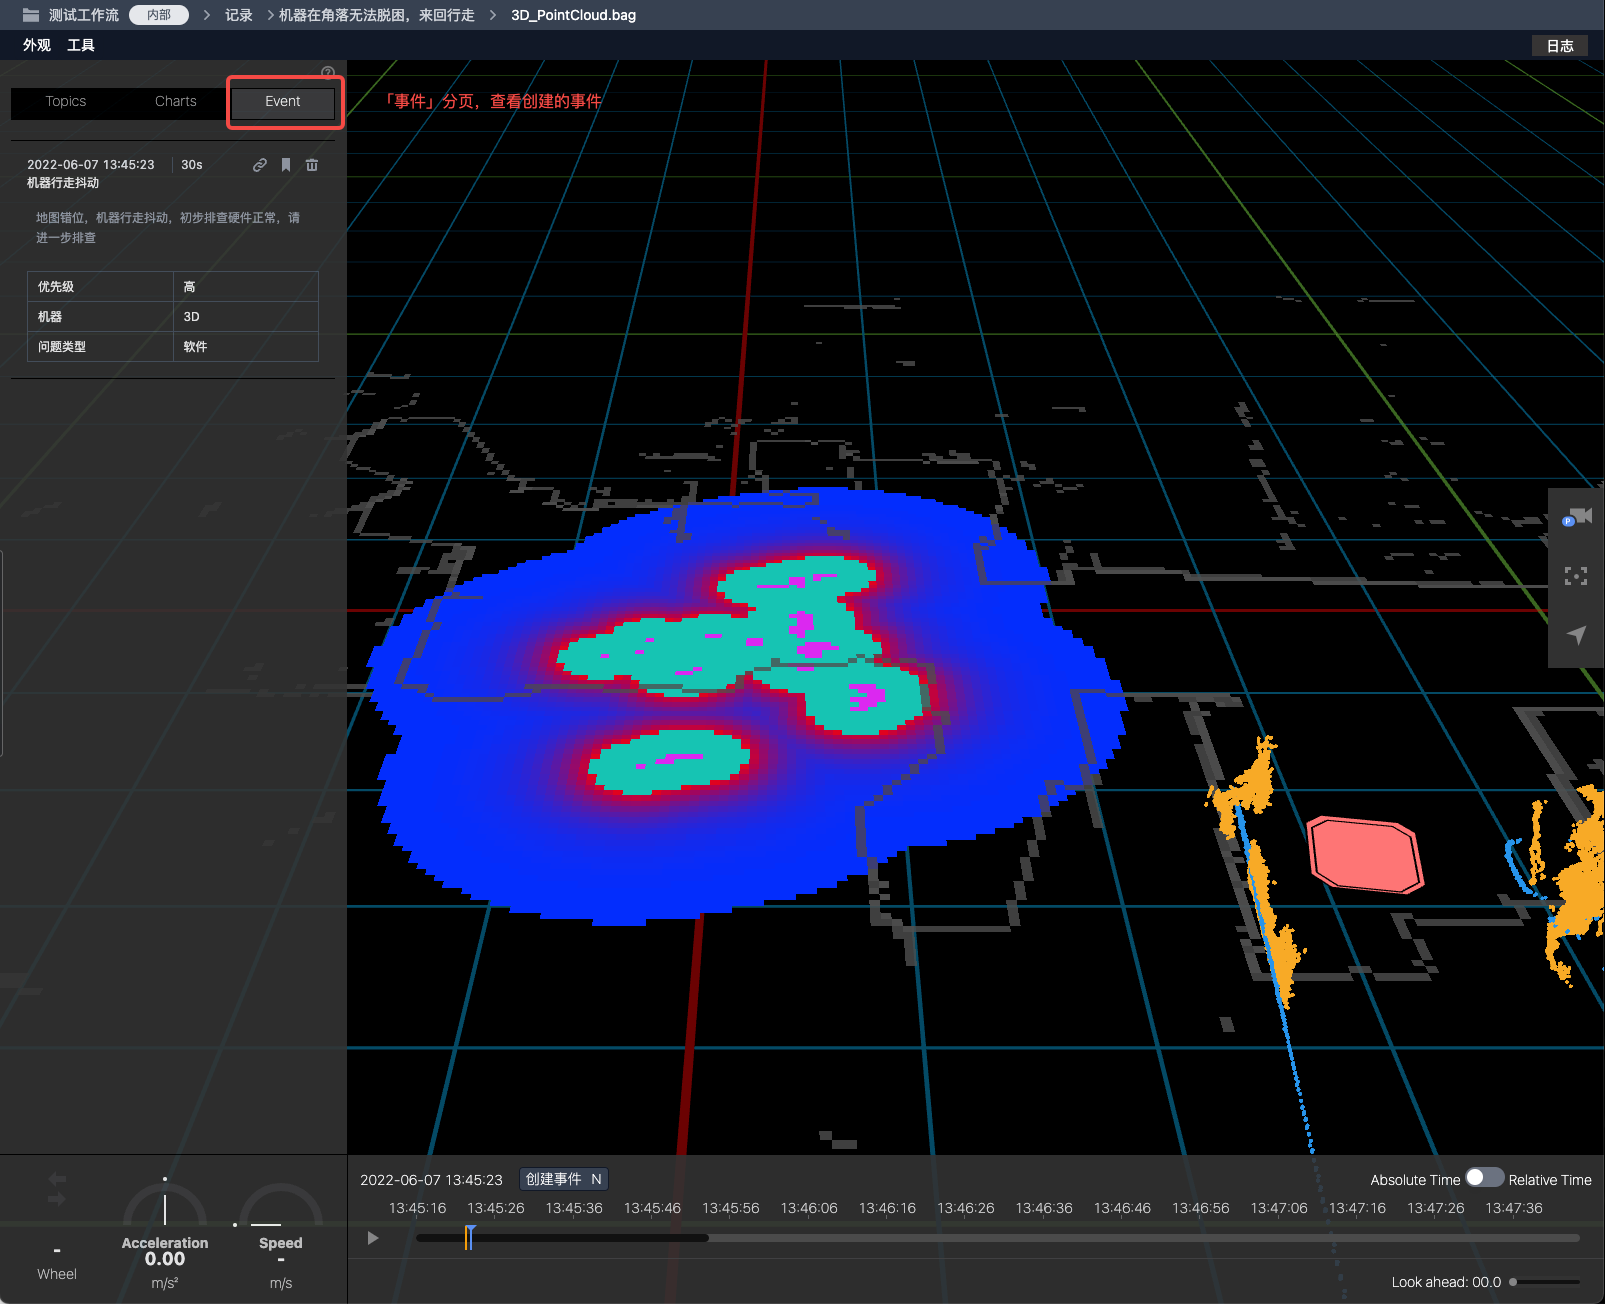 测试工作流 内部 记录 机器在角落无法脱困，来回行走 3D_PointCloud.bag
外观 工具 日志
Topics Charts Event
「事件」分页，查看创建的事件
2022-06-07 13:45:23 30s
机器行走抖动
地图错位，机器行走抖动，初步排查硬件正常，请
进一步排查
优先级 高
机器 3D
问题类型 软件
P
2022-06-07 13:45:23 创建事件 N Absolute Time Relative Time
13:45:16 13:45:26 13:45:36 13:45:46 13:45:56 13:46:06 13:46:16 13:46:26 13:46:36 13:46:46 13:46:56 13:47:06 13:47:16 13:47:26 13:47:36
- Acceleration Speed
0.00 -
Wheel m/s² m/s
Look ahead: 00.0